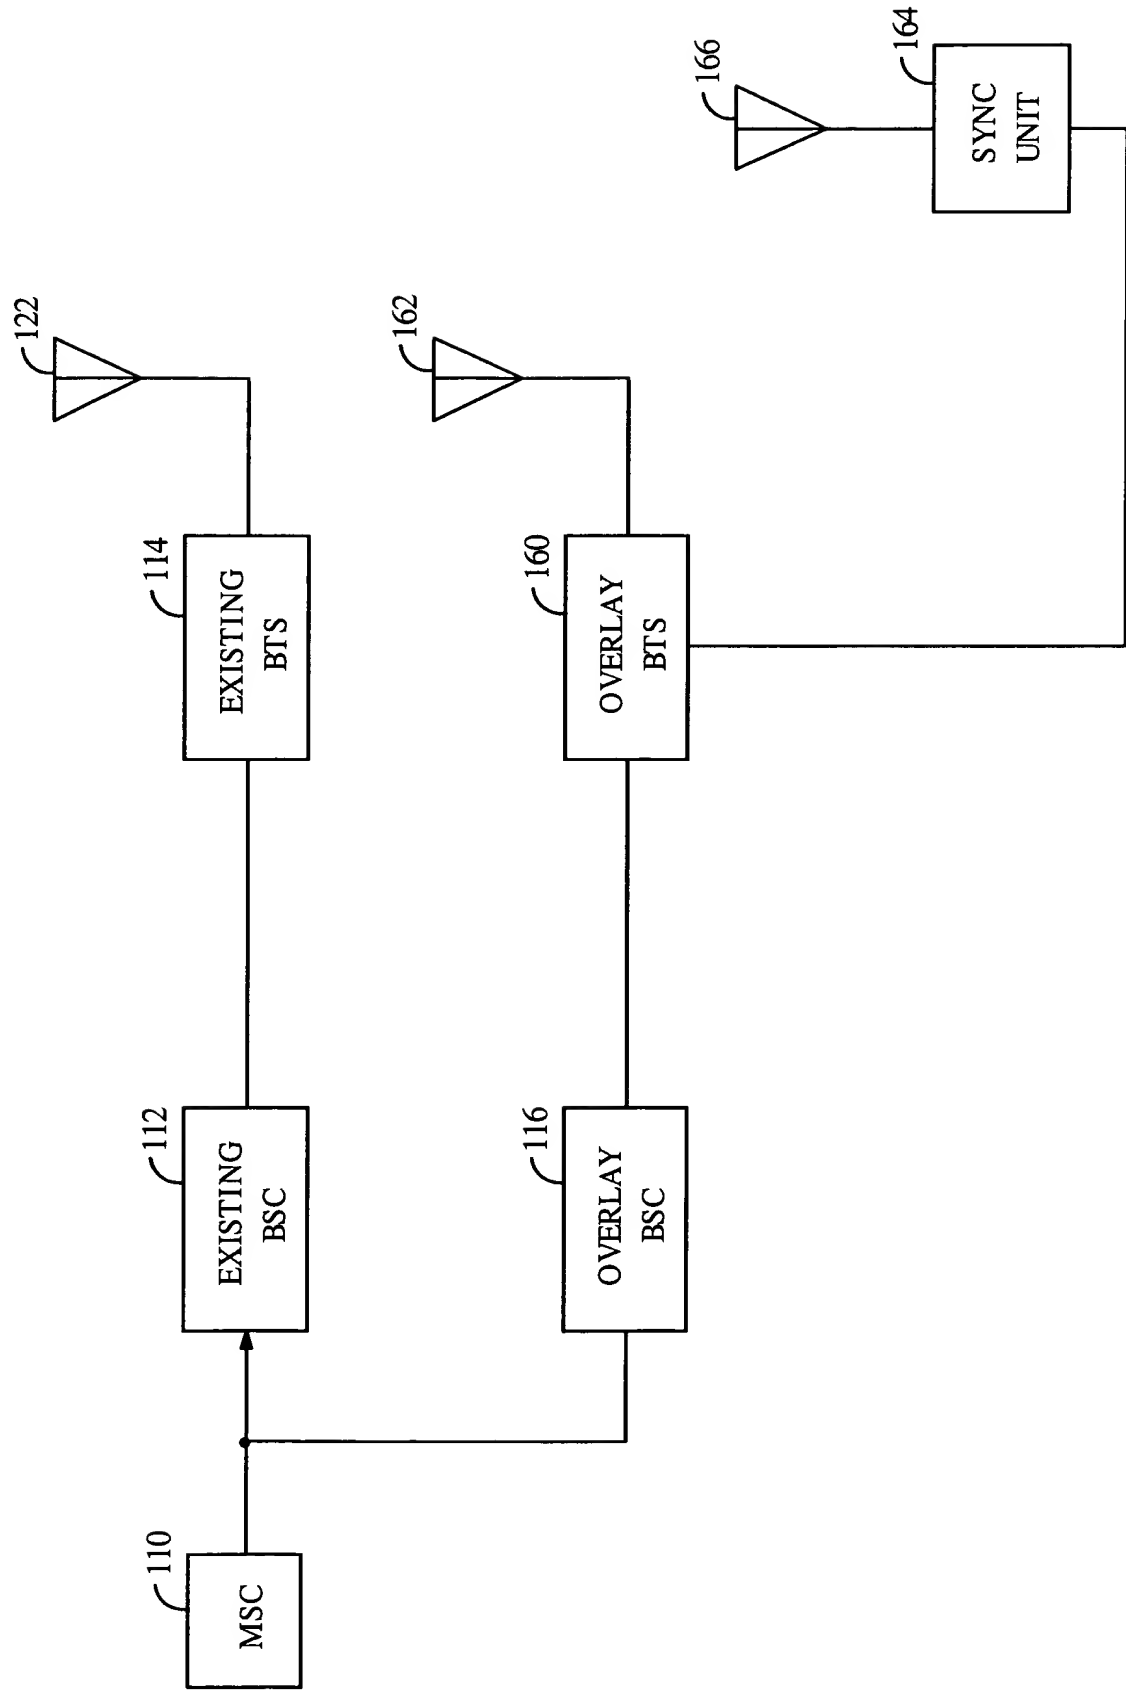 110
MSC
112
EXISTING
BSC
114
EXISTING
BTS
122
116
OVERLAY
BSC
160
OVERLAY
BTS
162
166
164
SYNC
UNIT